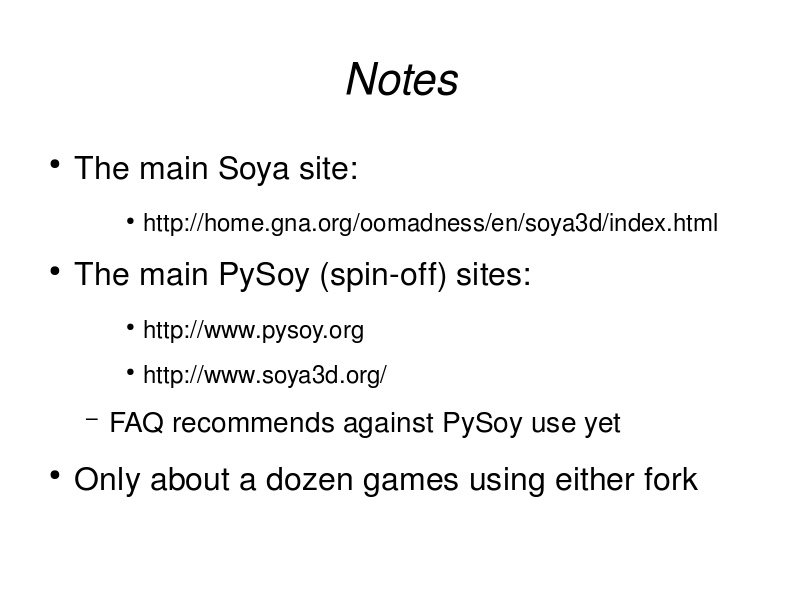 Notes
• The main Soya site:
• http://home.gna.org/oomadness/en/soya3d/index.html
• The main PySoy (spin-off) sites:
• http://www.pysoy.org
• http://www.soya3d.org/
– FAQ recommends against PySoy use yet
• Only about a dozen games using either fork